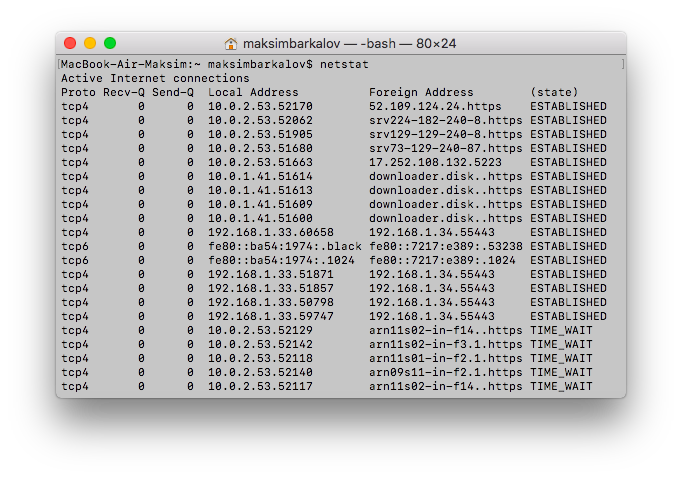 maksimbarkalov — -bash — 80×24
[MacBook-Air-Maksim:~ maksimbarkalov$ netstat ]
Active Internet connections
Proto Recv-Q Send-Q  Local Address          Foreign Address        (state)
tcp4       0      0  10.0.2.53.52170        52.109.124.24.https    ESTABLISHED
tcp4       0      0  10.0.2.53.52062        srv224-182-240-8.https ESTABLISHED
tcp4       0      0  10.0.2.53.51905        srv129-129-240-8.https ESTABLISHED
tcp4       0      0  10.0.2.53.51680        srv73-129-240-87.https ESTABLISHED
tcp4       0      0  10.0.2.53.51663        17.252.108.132.5223    ESTABLISHED
tcp4       0      0  10.0.1.41.51614        downloader.disk..https ESTABLISHED
tcp4       0      0  10.0.1.41.51613        downloader.disk..https ESTABLISHED
tcp4       0      0  10.0.1.41.51609        downloader.disk..https ESTABLISHED
tcp4       0      0  10.0.1.41.51600        downloader.disk..https ESTABLISHED
tcp4       0      0  192.168.1.33.60658     192.168.1.34.55443     ESTABLISHED
tcp6       0      0  fe80::ba54:1974:.black fe80::7217:e389:.53238 ESTABLISHED
tcp6       0      0  fe80::ba54:1974:.1024  fe80::7217:e389:.1024  ESTABLISHED
tcp4       0      0  192.168.1.33.51871     192.168.1.34.55443     ESTABLISHED
tcp4       0      0  192.168.1.33.51857     192.168.1.34.55443     ESTABLISHED
tcp4       0      0  192.168.1.33.50798     192.168.1.34.55443     ESTABLISHED
tcp4       0      0  192.168.1.33.59747     192.168.1.34.55443     ESTABLISHED
tcp4       0      0  10.0.2.53.52129        arn11s02-in-f14..https TIME_WAIT
tcp4       0      0  10.0.2.53.52142        arn11s02-in-f3.1.https TIME_WAIT
tcp4       0      0  10.0.2.53.52118        arn11s01-in-f2.1.https TIME_WAIT
tcp4       0      0  10.0.2.53.52140        arn09s11-in-f2.1.https TIME_WAIT
tcp4       0      0  10.0.2.53.52117        arn11s02-in-f14..https TIME_WAIT